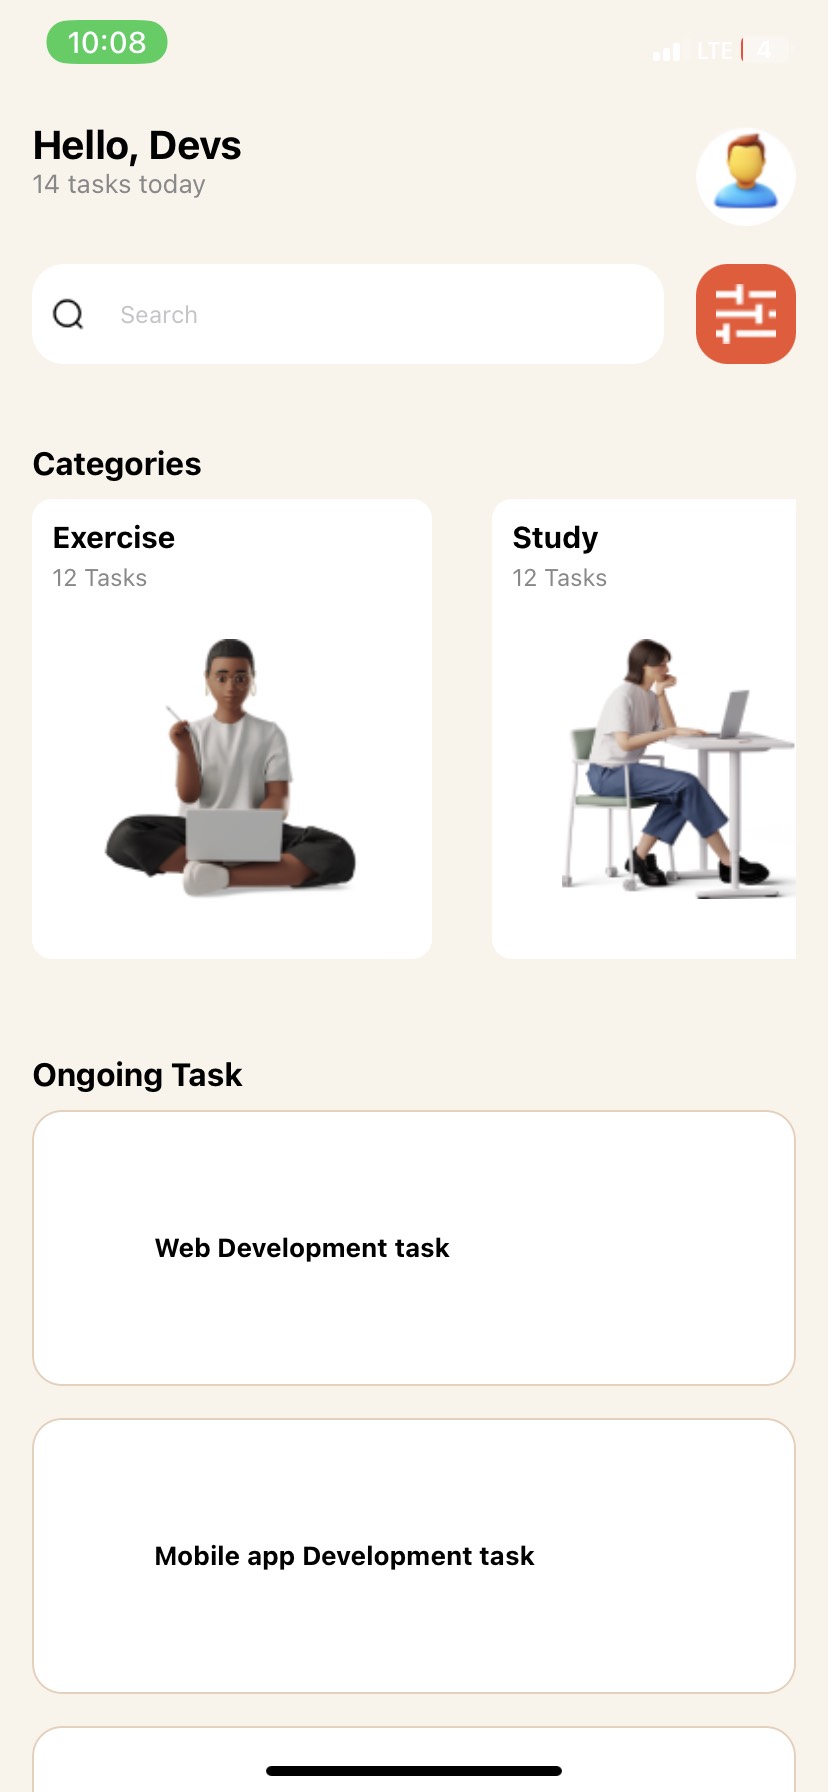 10:08
LTE 4
Hello, Devs
14 tasks today
Search
Categories
Exercise
12 Tasks
Study
12 Tasks
Ongoing Task
Web Development task
Mobile app Development task